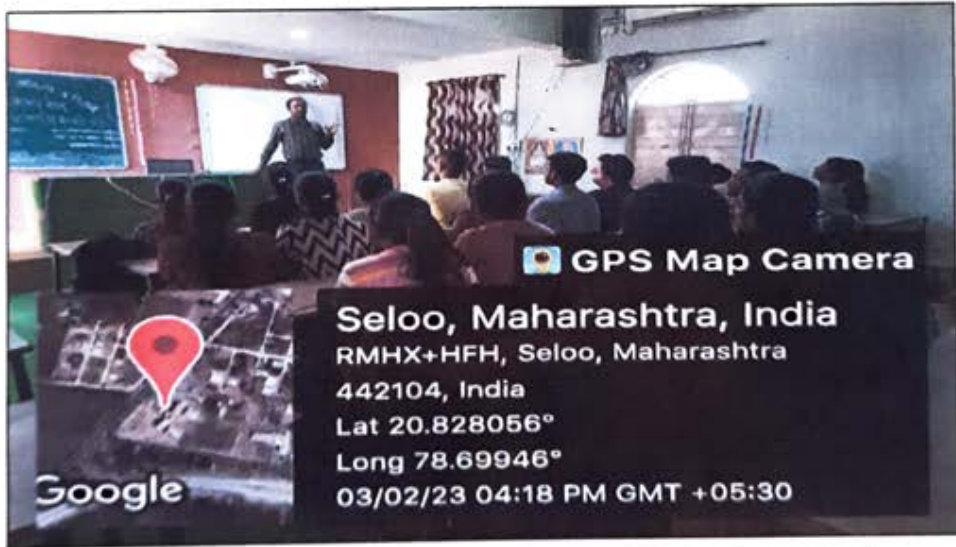 GPS Map Camera
Seloo, Maharashtra, India
RMHX+HFH, Seloo, Maharashtra
442104, India
Lat 20.828056°
Long 78.69946°
03/02/23 04:18 PM GMT +05:30
Google